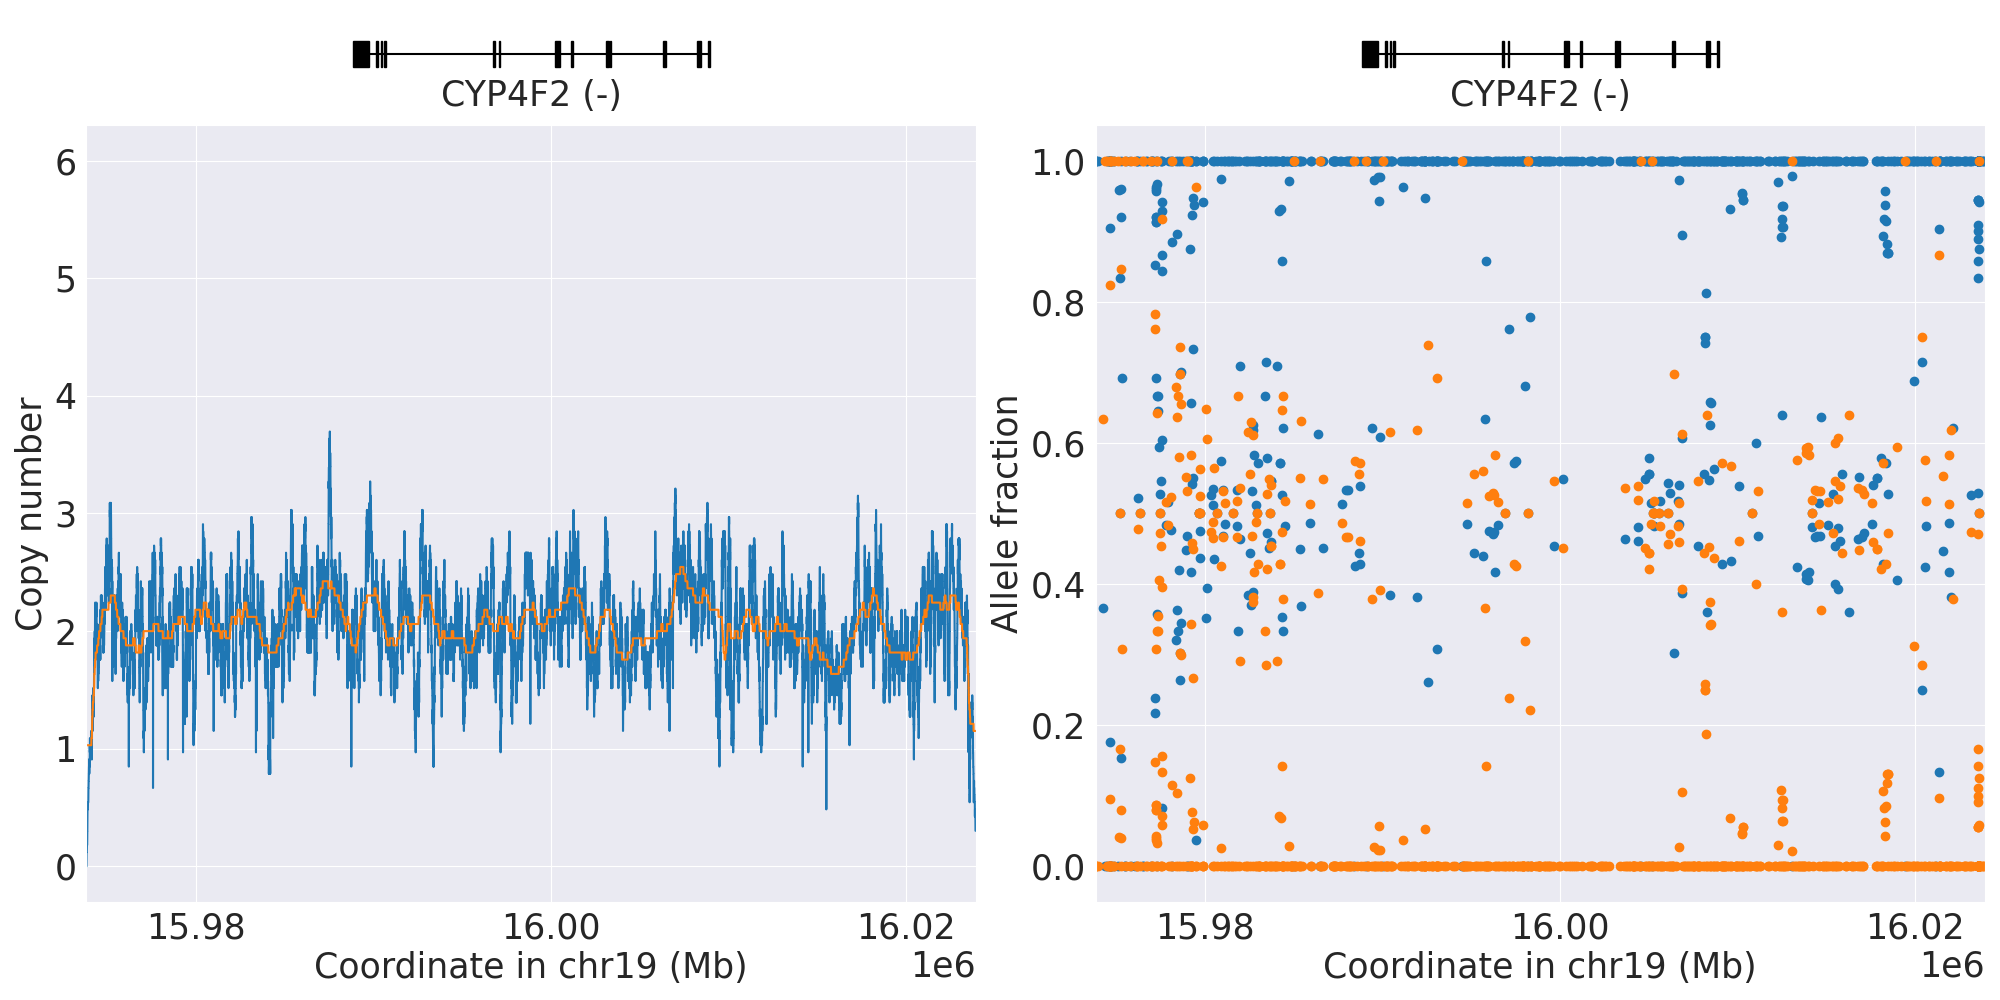 CYP4F2 (-)
Copy number
6
5
4
3
2
1
0
15.98
16.00
16.02
Coordinate in chr19 (Mb)
1e6
CYP4F2 (-)
Allele fraction
1.0
0.8
0.6
0.4
0.2
0.0
15.98
16.00
16.02
Coordinate in chr19 (Mb)
1e6